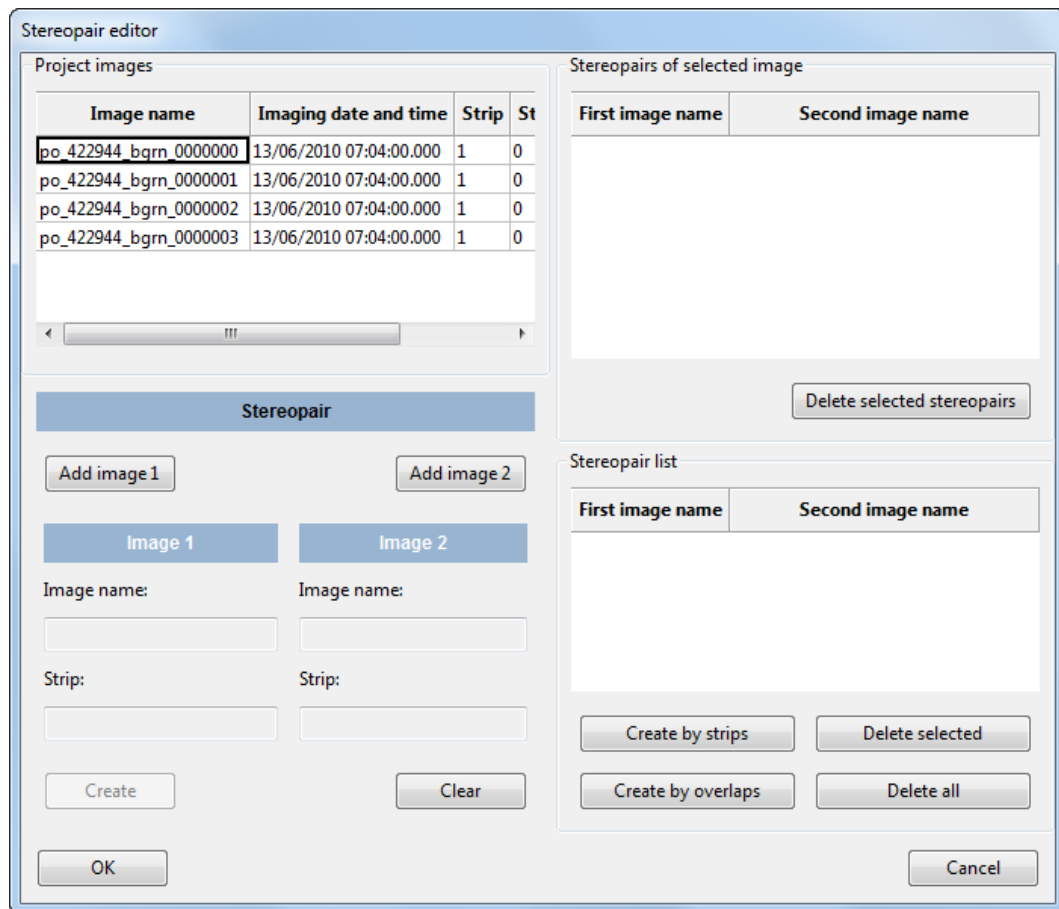 Stereopair editor
Project images
Image name Imaging date and time Strip St
po_422944_bgrn_0000000 13/06/2010 07:04:00.000 1 0
po_422944_bgrn_0000001 13/06/2010 07:04:00.000 1 0
po_422944_bgrn_0000002 13/06/2010 07:04:00.000 1 0
po_422944_bgrn_0000003 13/06/2010 07:04:00.000 1 0
Stereopair
Add image 1 Add image 2
Image 1 Image 2
Image name: Image name:
Strip: Strip:
Create Clear
Stereopairs of selected image
First image name Second image name
Delete selected stereopairs
Stereopair list
First image name Second image name
Create by strips Delete selected
Create by overlaps Delete all
OK Cancel